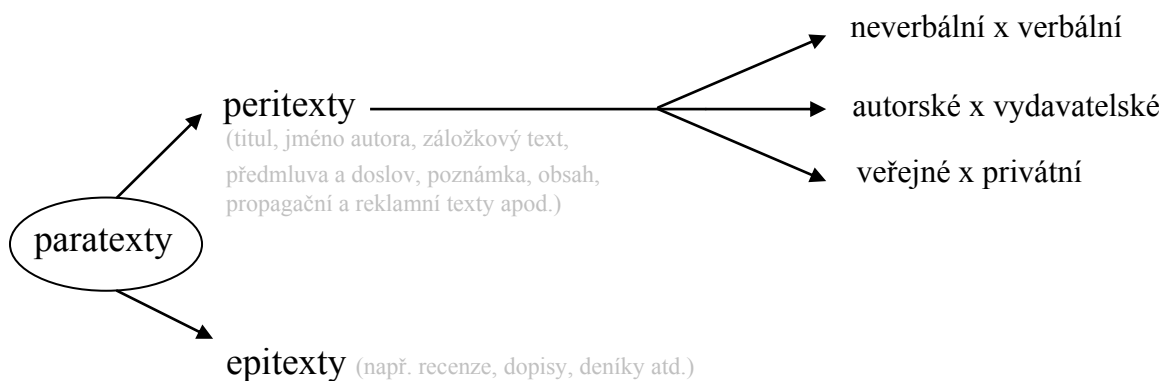 neverbální x verbální
peritexty
autorské x vydavatelské
(titul, jméno autora, záložkový text,
předmluva a doslov, poznámka, obsah,
propagační a reklamní texty apod.)
veřejné x privátní
paratexty
epitexty (např. recenze, dopisy, deníky atd.)